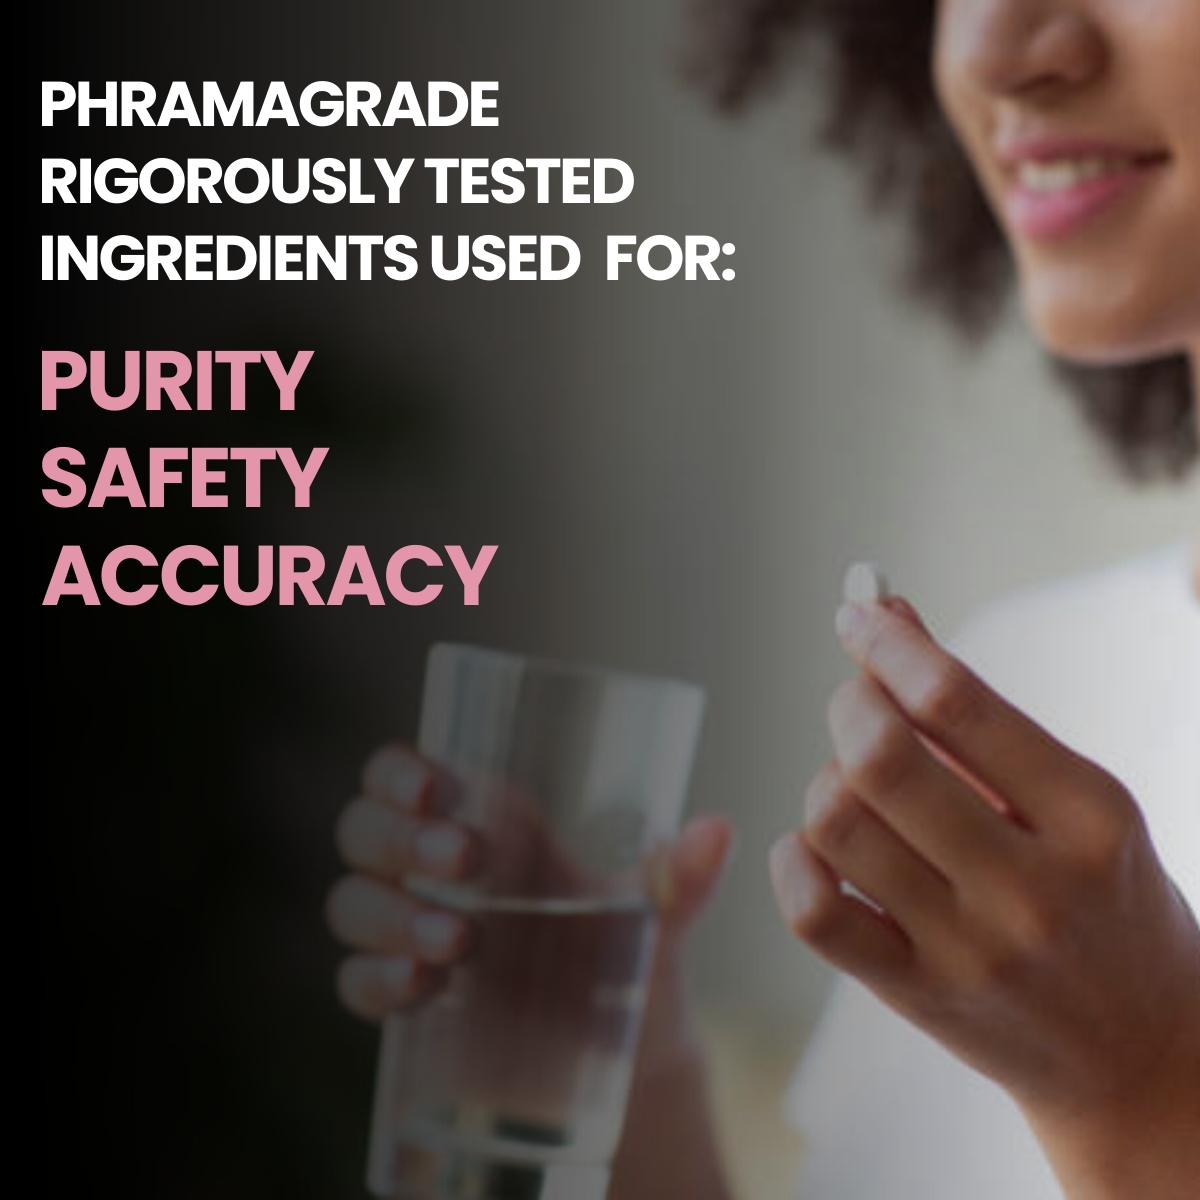 PHRAMAGRADE
RIGOROUSLY TESTED
INGREDIENTS USED  FOR:
PURITY
SAFETY
ACCURACY